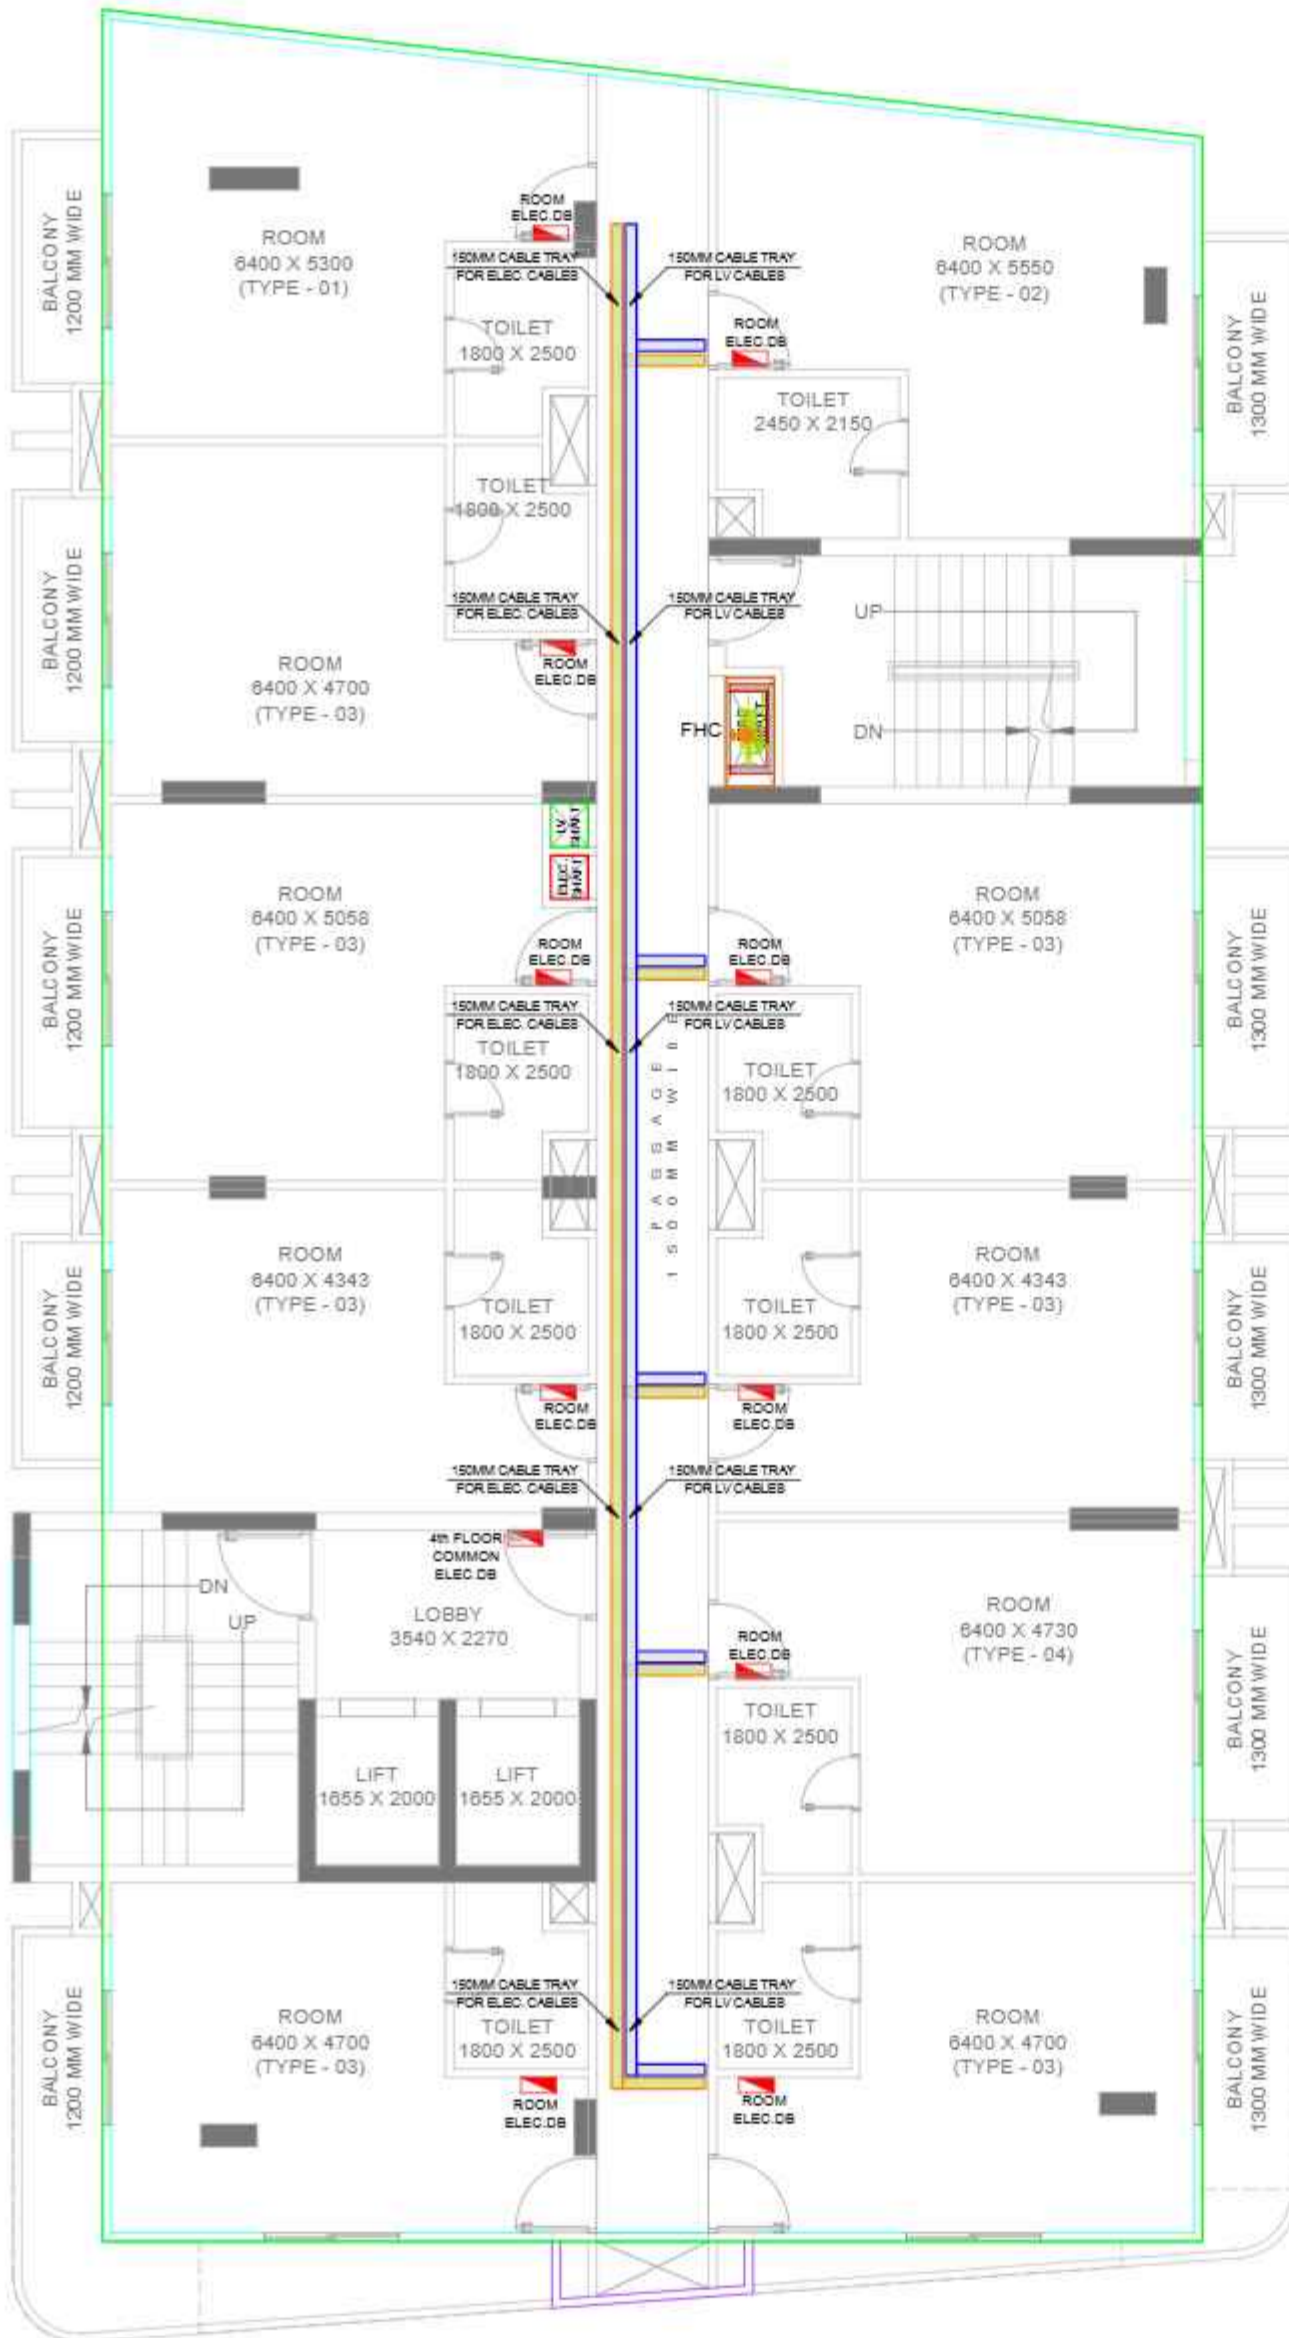 ROOM
ELEC.DB
BALCONY
1200 MM WIDE
ROOM
6400 X 5300
(TYPE - 01)
150MM CABLE TRAY
FOR ELEC. CABLES
150MM CABLE TRAY
FOR LV CABLES
ROOM
6400 X 5550
(TYPE - 02)
BALCONY
1300 MM WIDE
TOILET
1800 X 2500
ROOM
ELEC.DB
TOILET
2450 X 2150
TOILET
1800 X 2500
BALCONY
1200 MM WIDE
150MM CABLE TRAY
FOR ELEC. CABLES
150MM CABLE TRAY
FOR LV CABLES
UP
ROOM
6400 X 4700
(TYPE - 03)
ROOM
ELEC.DB
FHC
DN
LV.
SHAFT
ELEC.
SHAFT
BALCONY
1200 MM WIDE
ROOM
6400 X 5058
(TYPE - 03)
ROOM
ELEC.DB
ROOM
ELEC.DB
ROOM
6400 X 5058
(TYPE - 03)
BALCONY
1300 MM WIDE
150MM CABLE TRAY
FOR ELEC. CABLES
150MM CABLE TRAY
FOR LV CABLES
TOILET
1800 X 2500
PASSAGE
1500MM WIDE
TOILET
1800 X 2500
BALCONY
1200 MM WIDE
ROOM
6400 X 4343
(TYPE - 03)
TOILET
1800 X 2500
TOILET
1800 X 2500
ROOM
6400 X 4343
(TYPE - 03)
BALCONY
1300 MM WIDE
ROOM
ELEC.DB
ROOM
ELEC.DB
150MM CABLE TRAY
FOR ELEC. CABLES
150MM CABLE TRAY
FOR LV CABLES
4th FLOOR
COMMON
ELEC.DB
DN
UP
LOBBY
3540 X 2270
ROOM
ELEC.DB
ROOM
6400 X 4730
(TYPE - 04)
BALCONY
1300 MM WIDE
TOILET
1800 X 2500
LIFT
1655 X 2000
LIFT
1655 X 2000
BALCONY
1200 MM WIDE
ROOM
6400 X 4700
(TYPE - 03)
150MM CABLE TRAY
FOR ELEC. CABLES
150MM CABLE TRAY
FOR LV CABLES
TOILET
1800 X 2500
TOILET
1800 X 2500
ROOM
6400 X 4700
(TYPE - 03)
BALCONY
1300 MM WIDE
ROOM
ELEC.DB
ROOM
ELEC.DB